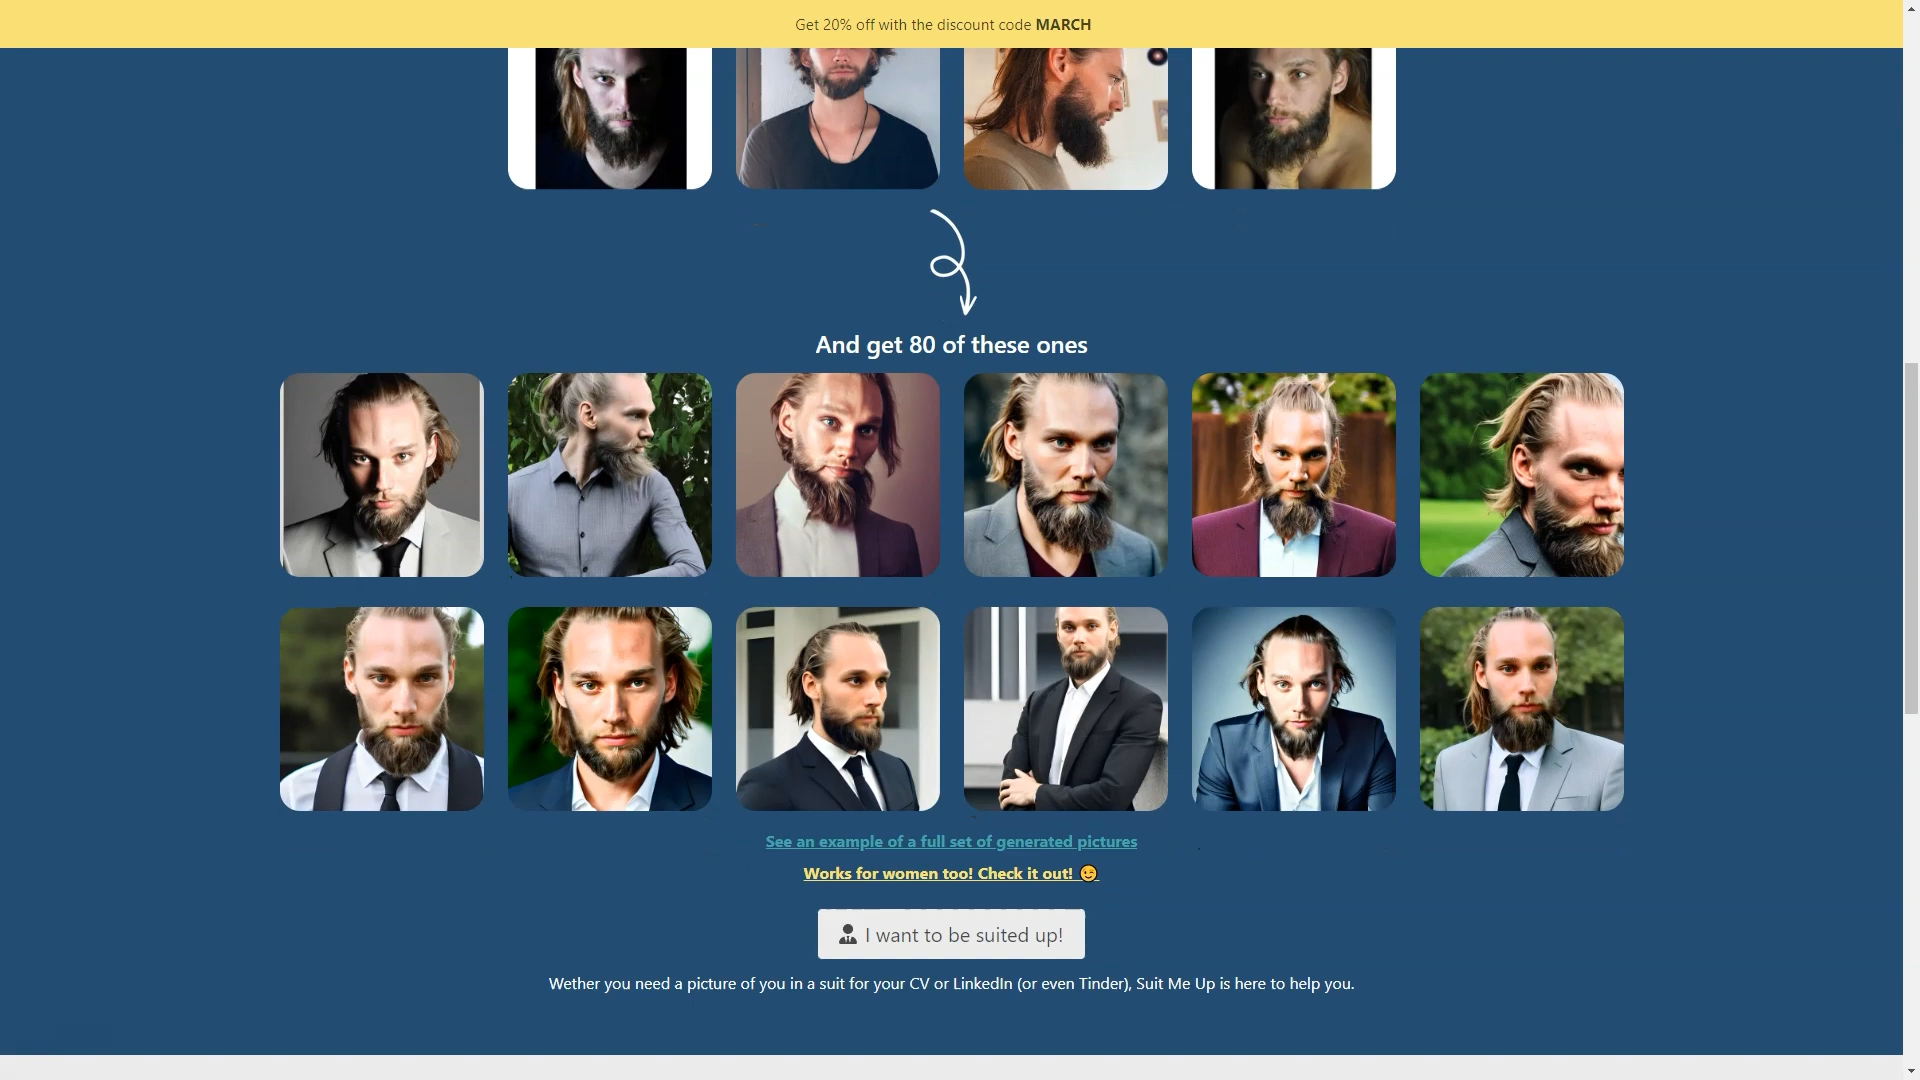 Get 20% off with the discount code MARCH
And get 80 of these ones
See an example of a full set of generated pictures
Works for women too! Check it out! 😉
I want to be suited up!
Wether you need a picture of you in a suit for your CV or LinkedIn (or even Tinder), Suit Me Up is here to help you.